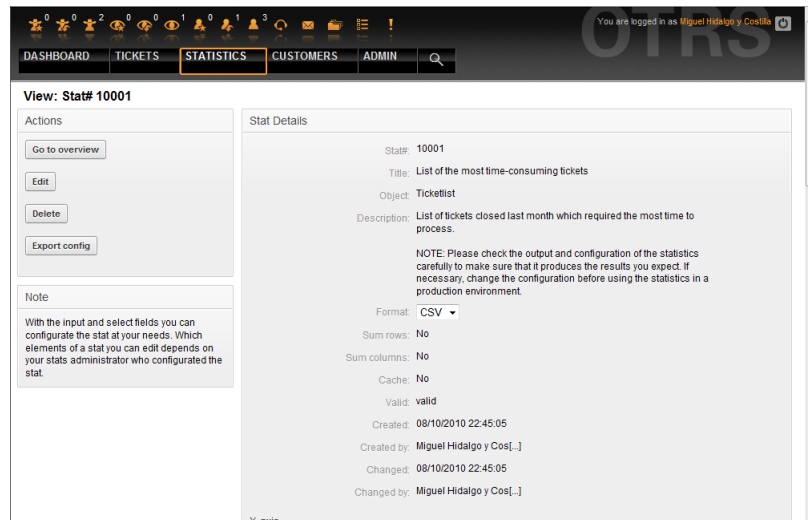 0 0 2 0 0 1 0 1 3
You are logged in as Miguel Hidalgo y Costilla
OTRS
DASHBOARD TICKETS STATISTICS CUSTOMERS ADMIN
View: Stat# 10001
Actions
Go to overview
Edit
Delete
Export config
Note
With the input and select fields you can
configurate the stat at your needs. Which
elements of a stat you can edit depends on
your stats administrator who configurated the
stat.
Stat Details
Stat#: 10001
Title: List of the most time-consuming tickets
Object: Ticketlist
Description: List of tickets closed last month which required the most time to
process.
NOTE: Please check the output and configuration of the statistics
carefully to make sure that it produces the results you expect. If
necessary, change the configuration before using the statistics in a
production environment.
Format: CSV
Sum rows: No
Sum columns: No
Cache: No
Valid: valid
Created: 08/10/2010 22:45:05
Created by: Miguel Hidalgo y Cos[...]
Changed: 08/10/2010 22:45:05
Changed by: Miguel Hidalgo y Cos[...]